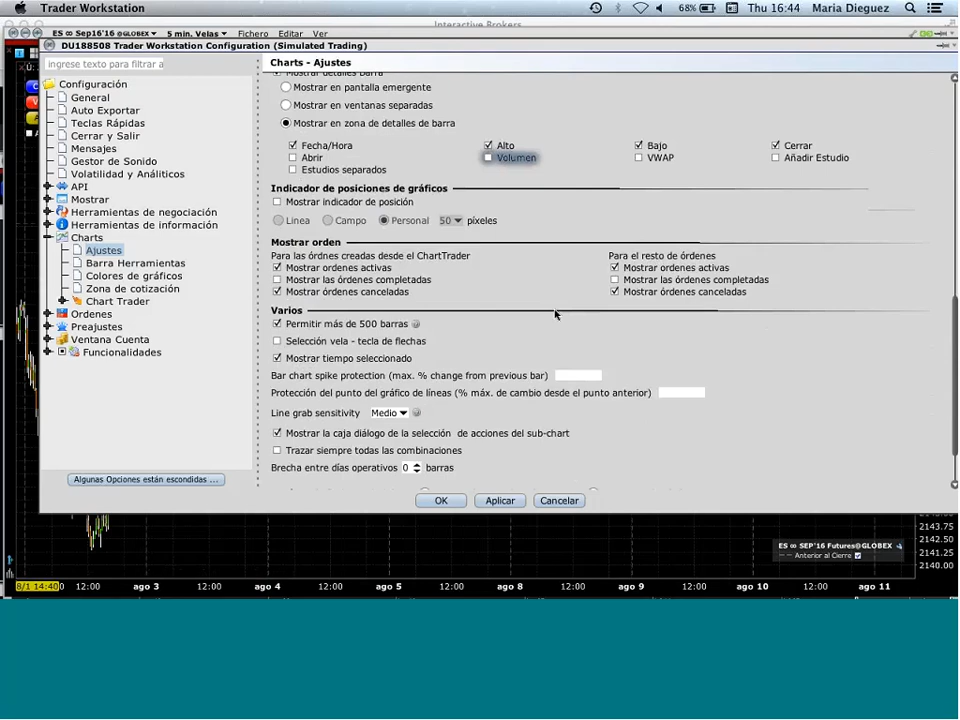 Trader Workstation 68% Thu 16:44 Maria Dieguez
Interactive Brokers
ES ∞ Sep16'16 @GLOBEX 5 min. Velas Fichero Editar Ver
DU188508 Trader Workstation Configuration (Simulated Trading)
ingrese texto para filtrar a
Configuración
General
Auto Exportar
Teclas Rápidas
Cerrar y Salir
Mensajes
Gestor de Sonido
Volatilidad y Análiticos
API
Mostrar
Herramientas de negociación
Herramientas de información
Charts
Ajustes
Barra Herramientas
Colores de gráficos
Zona de cotización
Chart Trader
Ordenes
Preajustes
Ventana Cuenta
Funcionalidades
Algunas Opciones están escondidas ...
Charts - Ajustes
Mostrar detalles Barra
Mostrar en pantalla emergente
Mostrar en ventanas separadas
Mostrar en zona de detalles de barra
Fecha/Hora Alto Bajo Cerrar
Abrir Volumen VWAP Añadir Estudio
Estudios separados
Indicador de posiciones de gráficos
Mostrar indicador de posición
Linea Campo Personal 50 píxeles
Mostrar orden
Para las órdnes creadas desde el ChartTrader Para el resto de órdenes
Mostrar ordenes activas Mostrar ordenes activas
Mostrar las órdenes completadas Mostrar las órdenes completadas
Mostrar órdenes canceladas Mostrar órdenes canceladas
Varios
Permitir más de 500 barras
Selección vela - tecla de flechas
Mostrar tiempo seleccionado
Bar chart spike protection (max. % change from previous bar)
Protección del punto del gráfico de líneas (% máx. de cambio desde el punto anterior)
Line grab sensitivity Medio
Mostrar la caja diálogo de la selección de acciones del sub-chart
Trazar siempre todas las combinaciones
Brecha entre días operativos 0 barras
OK Aplicar Cancelar
2143.75
2142.50
2141.25
2140.00
ES ∞ SEP'16 Futures@GLOBEX
Anterior al Cierre
8/1 14:40 12:00 ago 3 12:00 ago 4 12:00 ago 5 12:00 ago 8 12:00 ago 9 12:00 ago 10 12:00 ago 11